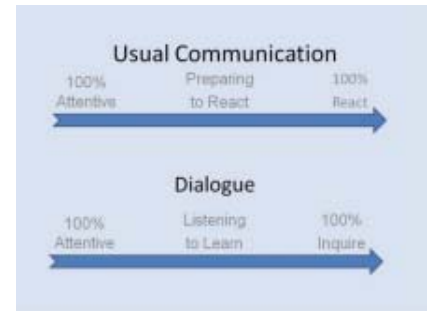 Usual Communication
100% Preparing 100%
Attentive to React React
Dialogue
100% Listening 100%
Attentive to Learn Inquire